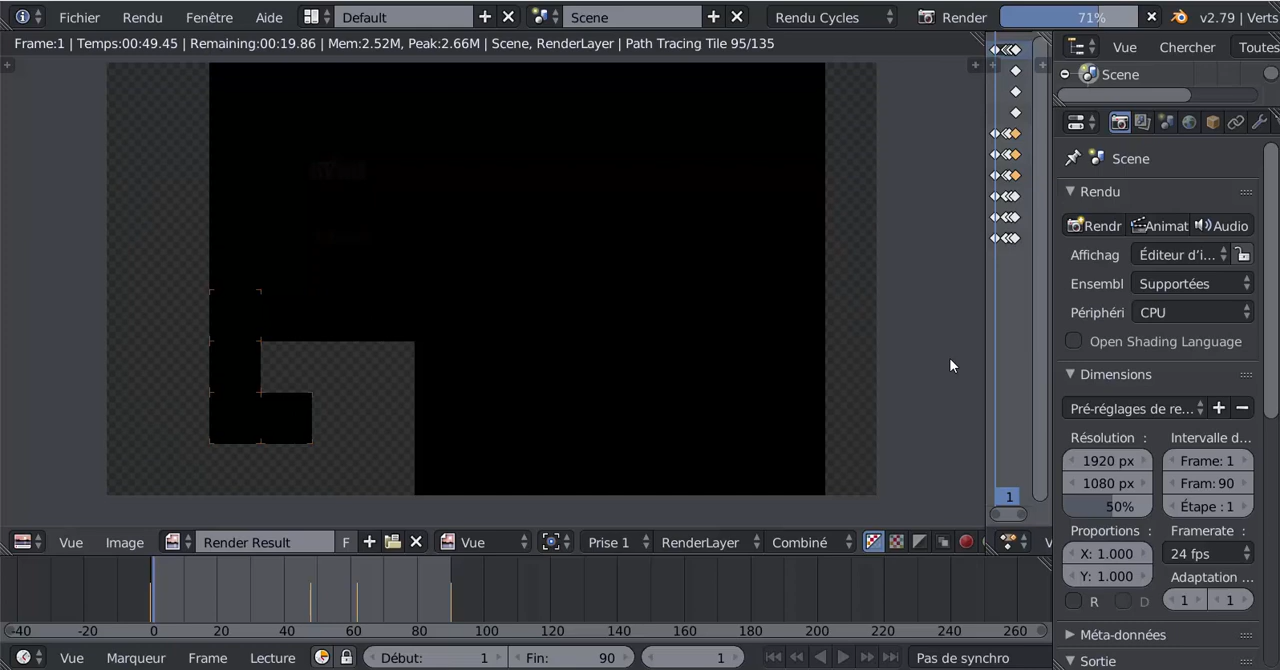 Fichier Rendu Fenêtre Aide Default Scene Rendu Cycles Render 71% v2.79 | Verts
Frame:1 | Temps:00:49.45 | Remaining:00:19.86 | Mem:2.52M, Peak:2.66M | Scene, RenderLayer | Path Tracing Tile 95/135
Vue Chercher Toutes
Scene
Scene
Rendu
Rendr Animat Audio
Affichag Éditeur d'i...
Ensembl Supportées
Périphéri CPU
Open Shading Language
Dimensions
Pré-réglages de re...
Résolution : Intervalle d...
1920 px Frame: 1
1080 px Fram: 90
50% Étape : 1
Proportions : Framerate :
X: 1.000 24 fps
Y: 1.000 Adaptation ...
R D 1 1
Méta-données
Sortie
1
Vue Image Render Result F Vue Prise 1 RenderLayer Combiné V
-40 -20 0 20 40 60 80 100 120 140 160 180 200 220 240 260
Vue Marqueur Frame Lecture Début: 1 Fin: 90 1 Pas de synchro